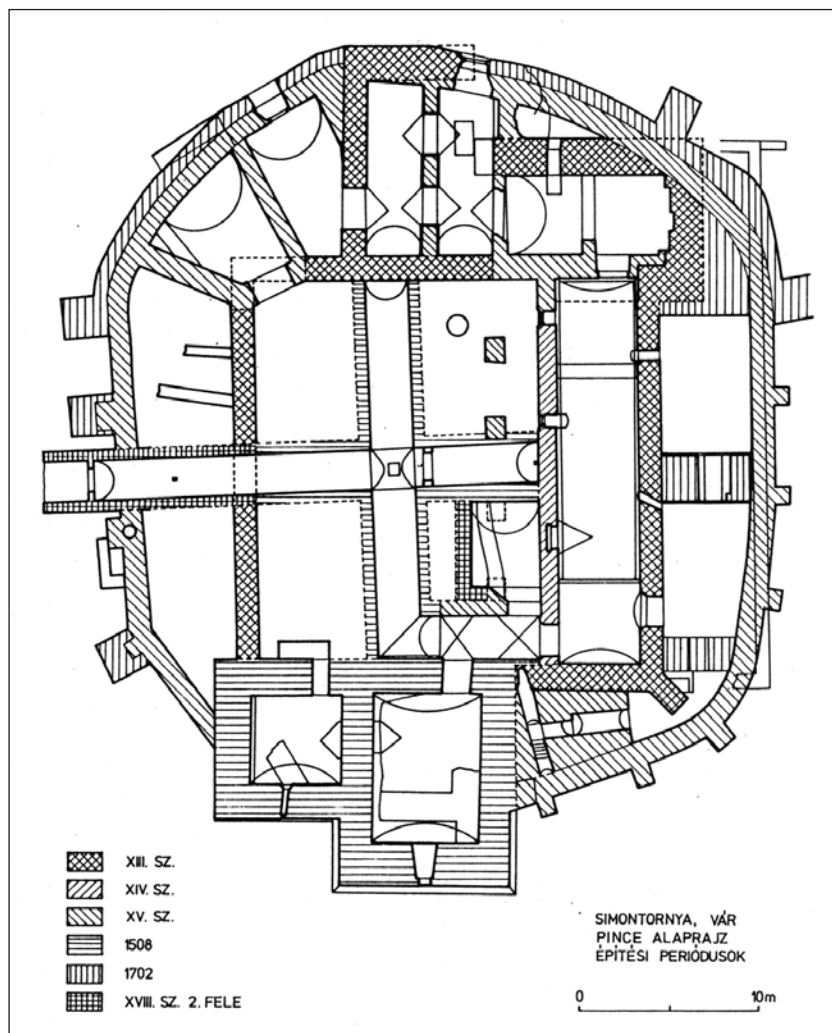 XIII. SZ.
XIV. SZ.
XV. SZ.
1508
1702
XVIII. SZ. 2. FELE
SIMONTORNYA, VÁR
PINCE ALAPRAJZ
ÉPÍTÉSI PERIÓDUSOK
0 10m